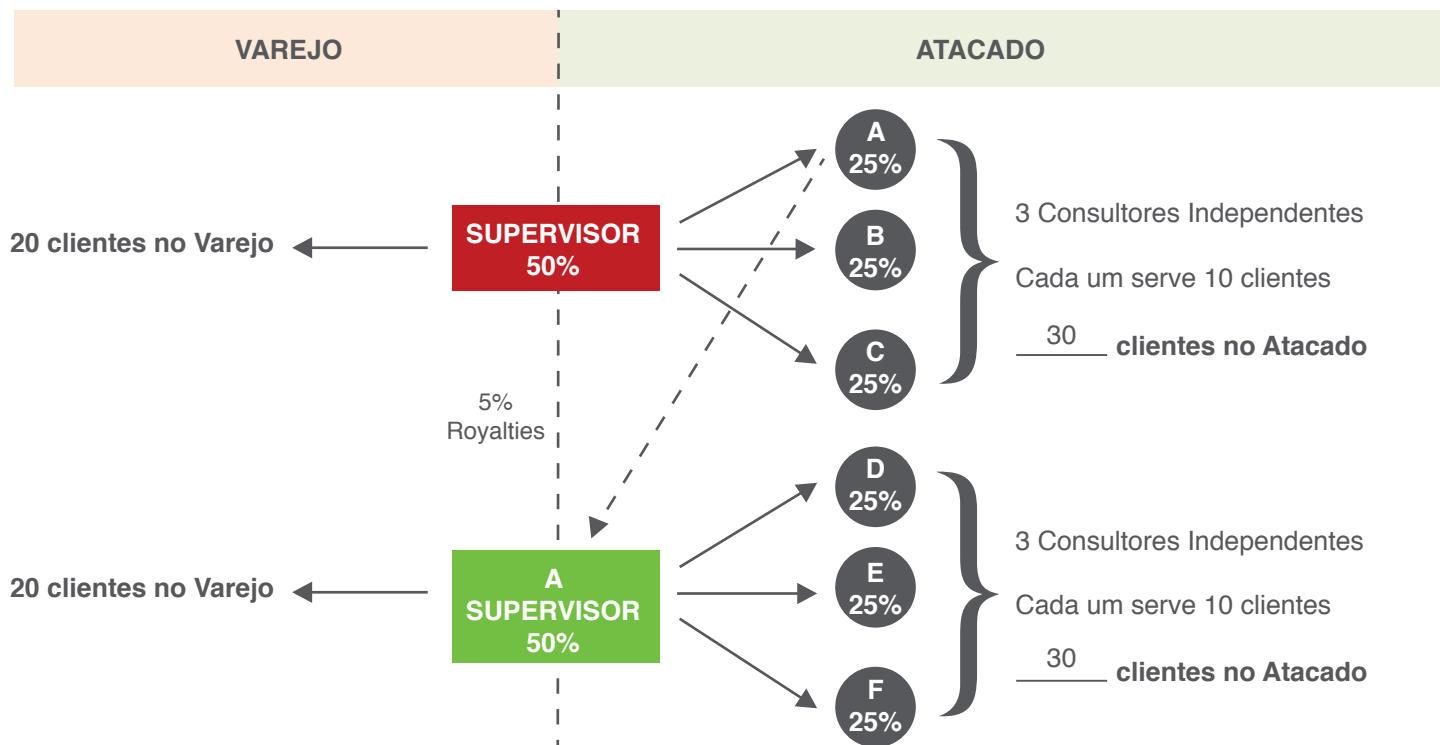 VAREJO
ATACADO
A
25%
SUPERVISOR
50%
20 clientes no Varejo
B
25%
C
25%
3 Consultores Independentes
Cada um serve 10 clientes
30 clientes no Atacado
5%
Royalties
D
25%
A
SUPERVISOR
50%
20 clientes no Varejo
E
25%
F
25%
3 Consultores Independentes
Cada um serve 10 clientes
30 clientes no Atacado